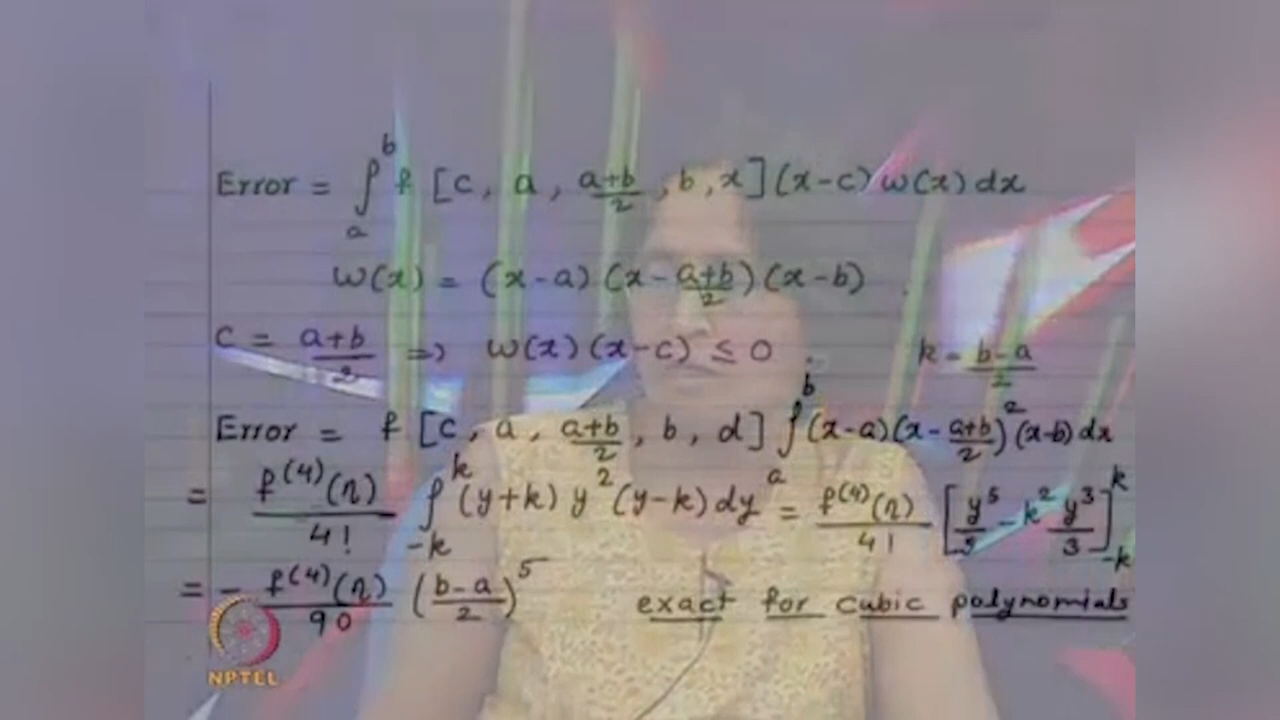 Error = ∫_a^b f [c, a, (a+b)/2, b, x] (x-c) w(x) dx
w(x) = (x-a) (x - (a+b)/2) (x-b)
c = (a+b)/2 => w(x) (x-c) ≤ 0 . k = (b-a)/2
Error = f [c, a, (a+b)/2, b, d] ∫_a^b (x-a) (x - (a+b)/2)^2 (x-b) dx
= f^(4)(η)/4! ∫_-k^k (y+k) y^2 (y-k) dy = f^(4)(η)/4! [y^5/5 - k^2 y^3/3]_-k^k
= - f^(4)(η)/90 ((b-a)/2)^5 exact for cubic polynomials
NPTEL